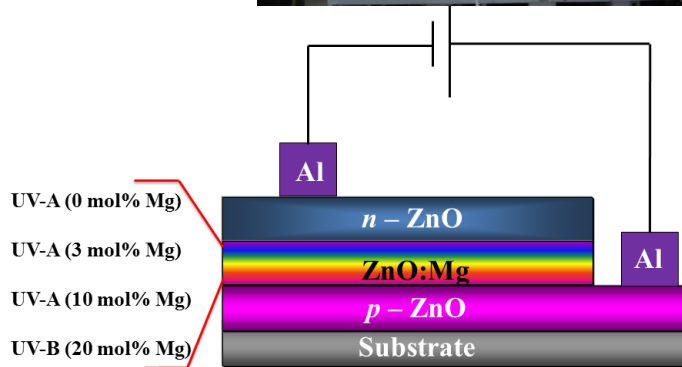 Al
UV-A (0 mol% Mg)
n – ZnO
UV-A (3 mol% Mg)
ZnO:Mg
Al
UV-A (10 mol% Mg)
p – ZnO
UV-B (20 mol% Mg)
Substrate